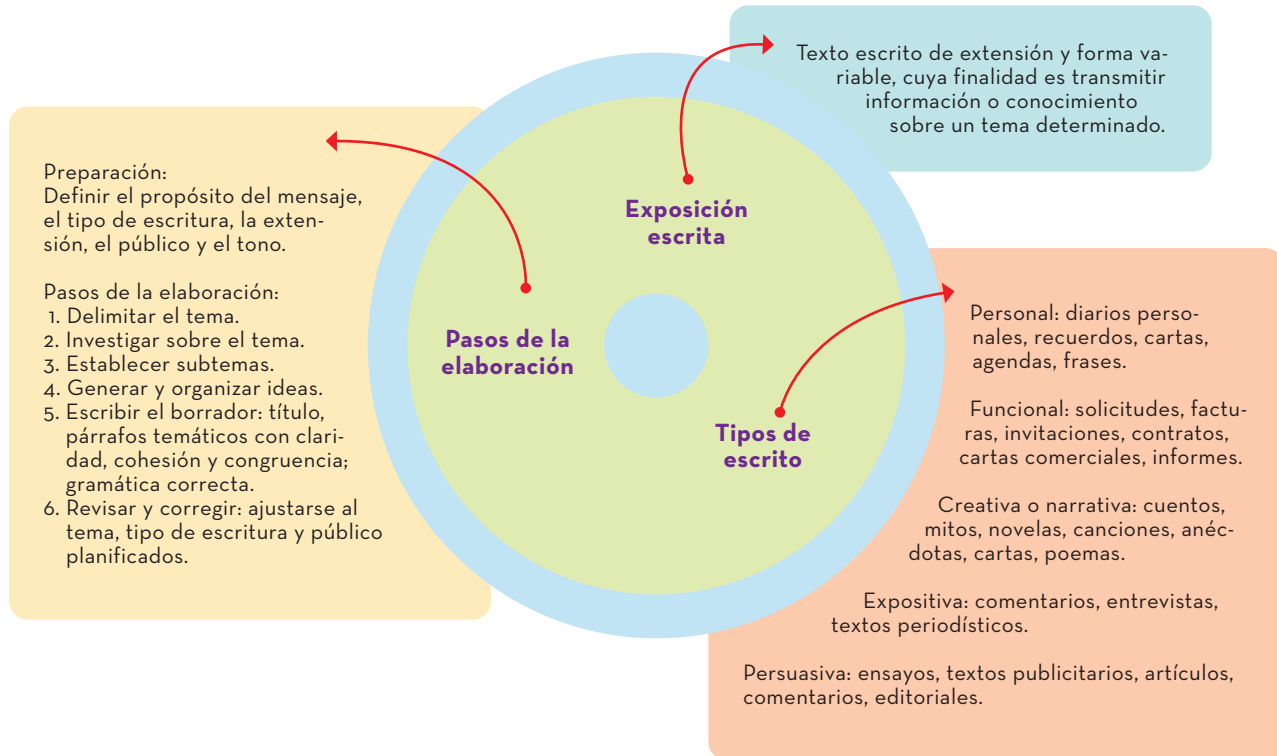 Texto escrito de extensión y forma va-
riable, cuya finalidad es transmitir
información o conocimiento
sobre un tema determinado.
Exposición
escrita
Preparación:
Definir el propósito del mensaje,
el tipo de escritura, la exten-
sión, el público y el tono.
Pasos de la elaboración:
1. Delimitar el tema.
2. Investigar sobre el tema.
3. Establecer subtemas.
4. Generar y organizar ideas.
5. Escribir el borrador: título,
párrafos temáticos con clari-
dad, cohesión y congruencia;
gramática correcta.
6. Revisar y corregir: ajustarse al
tema, tipo de escritura y público
planificados.
Pasos de la
elaboración
Tipos de
escrito
Personal: diarios perso-
nales, recuerdos, cartas,
agendas, frases.
Funcional: solicitudes, factu-
ras, invitaciones, contratos,
cartas comerciales, informes.
Creativa o narrativa: cuentos,
mitos, novelas, canciones, anéc-
dotas, cartas, poemas.
Expositiva: comentarios, entrevistas,
textos periodísticos.
Persuasiva: ensayos, textos publicitarios, artículos,
comentarios, editoriales.